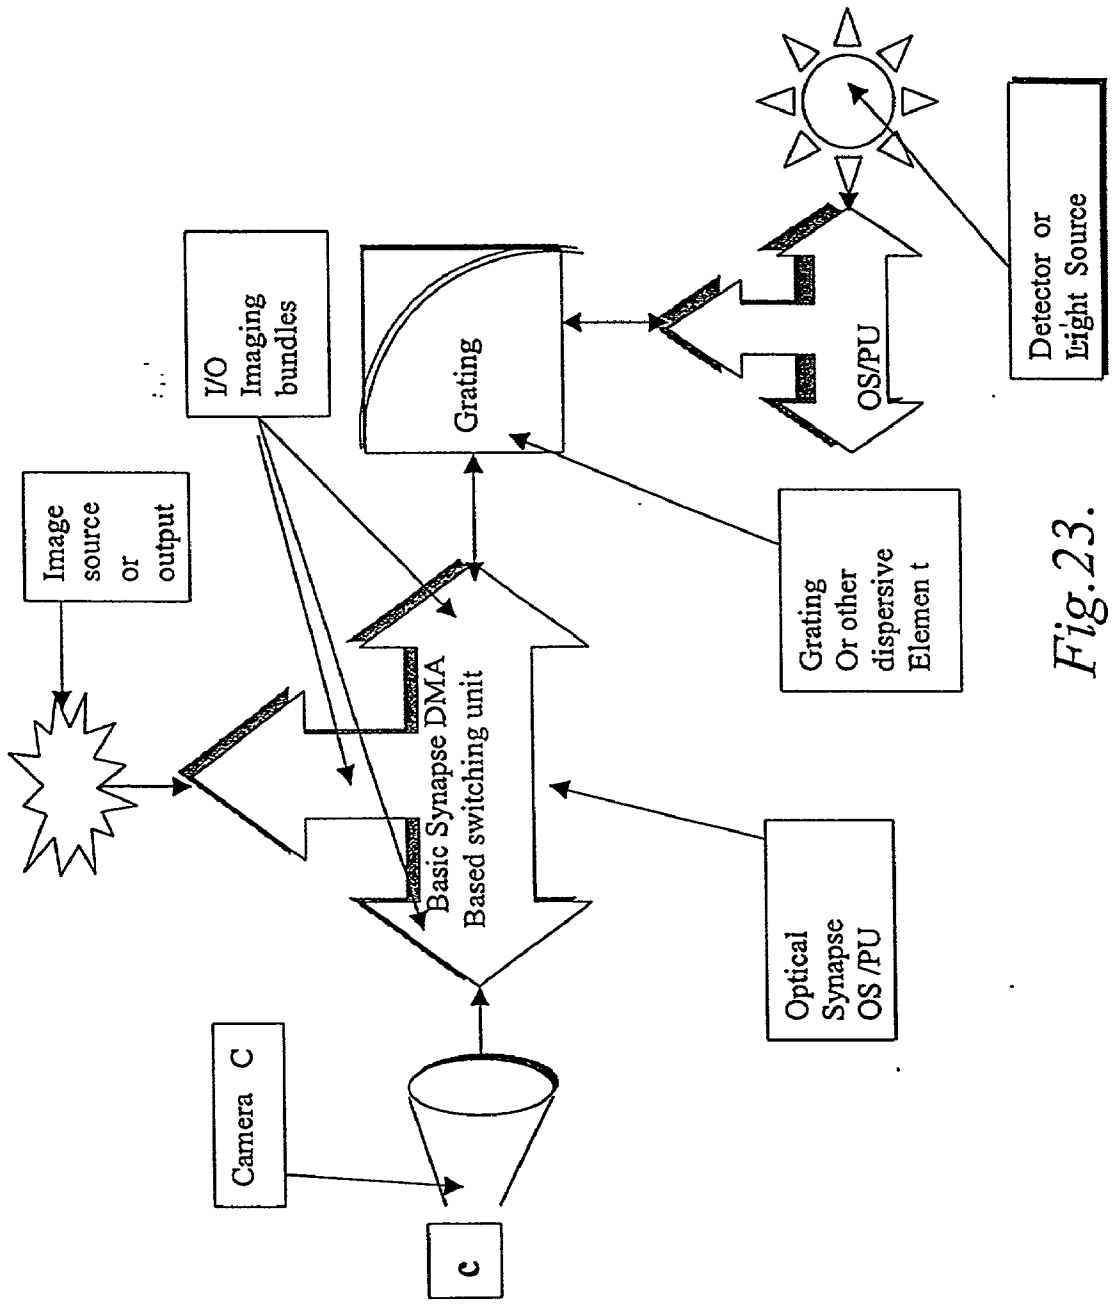 Image
source
or
output
I/O
Imaging
bundles
Camera C
c
Basic Synapse DMA
Based switching unit
Grating
Optical
Synapse
OS /PU
Grating
Or other
dispersive
Elemen t
OS/PU
Detector or
Light Source
Fig.23.